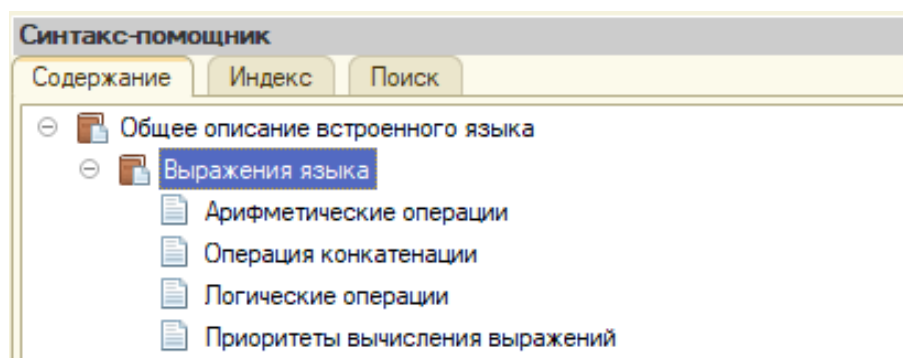 Синтакс-помощник
Содержание Индекс Поиск
Общее описание встроенного языка
Выражения языка
Арифметические операции
Операция конкатенации
Логические операции
Приоритеты вычисления выражений